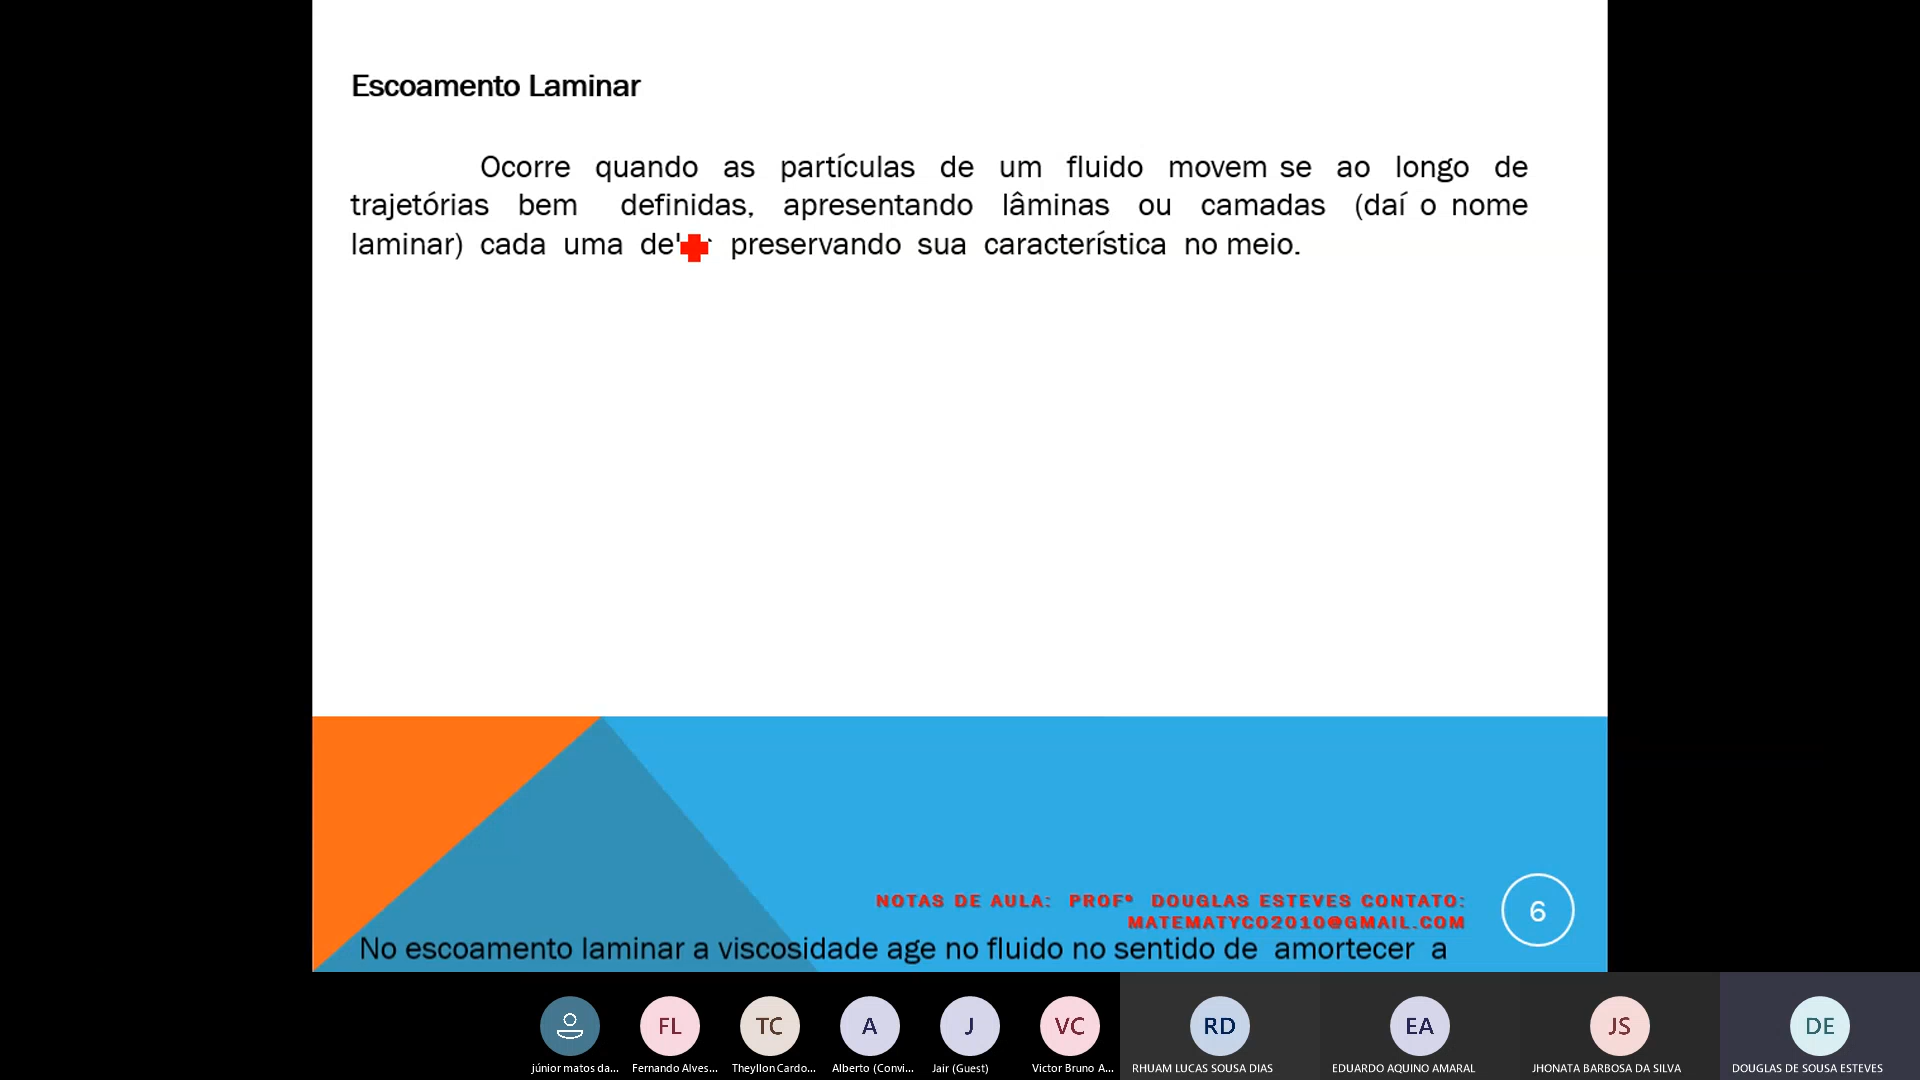 Escoamento Laminar
Ocorre quando as partículas de um fluido movem se ao longo de
trajetórias bem definidas, apresentando lâminas ou camadas (daí o nome
laminar) cada uma preservando sua característica no meio.
NOTAS DE AULA: PROFº DOUGLAS ESTEVES CONTATO:
MATEMATYCO2010@GMAIL.COM
6
No escoamento laminar a viscosidade age no fluido no sentido de amortecer a
FL TC A J VC RD EA JS DE
júnior matos da... Fernando Alves... Theyllon Cardo... Alberto (Convi... Jair (Guest) Victor Bruno A... RHUAM LUCAS SOUSA DIAS EDUARDO AQUINO AMARAL JHONATA BARBOSA DA SILVA DOUGLAS DE SOUSA ESTEVES